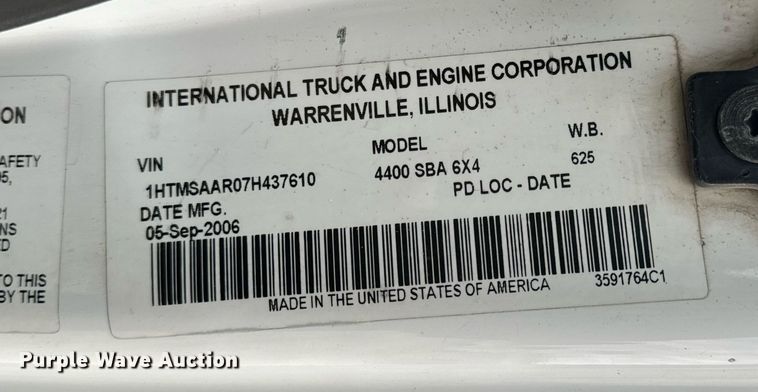 INTERNATIONAL TRUCK AND ENGINE CORPORATION
WARRENVILLE, ILLINOIS
VIN MODEL W.B.
1HTMSAAR07H437610 4400 SBA 6X4 625
DATE MFG. PD LOC - DATE
05-Sep-2006
MADE IN THE UNITED STATES OF AMERICA 3591764C1
ON
AFETY
21
NS
ED
TO THIS
BY THE
Purple Wave Auction